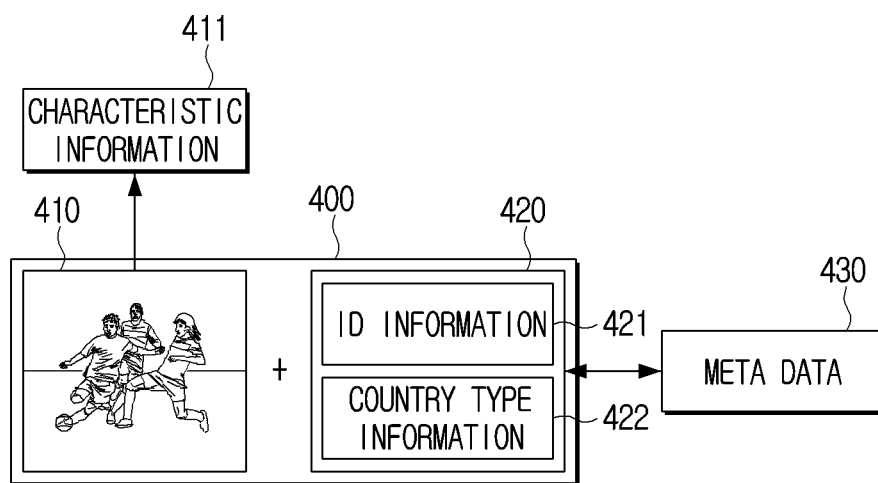 411
CHARACTERISTIC
INFORMATION
410
400
420
430
ID INFORMATION
421
+
META DATA
COUNTRY TYPE
INFORMATION
422